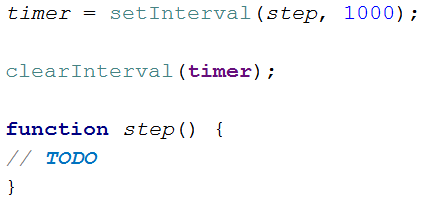 timer = setInterval(step, 1000);
clearInterval(timer);
function step() {
// TODO
}